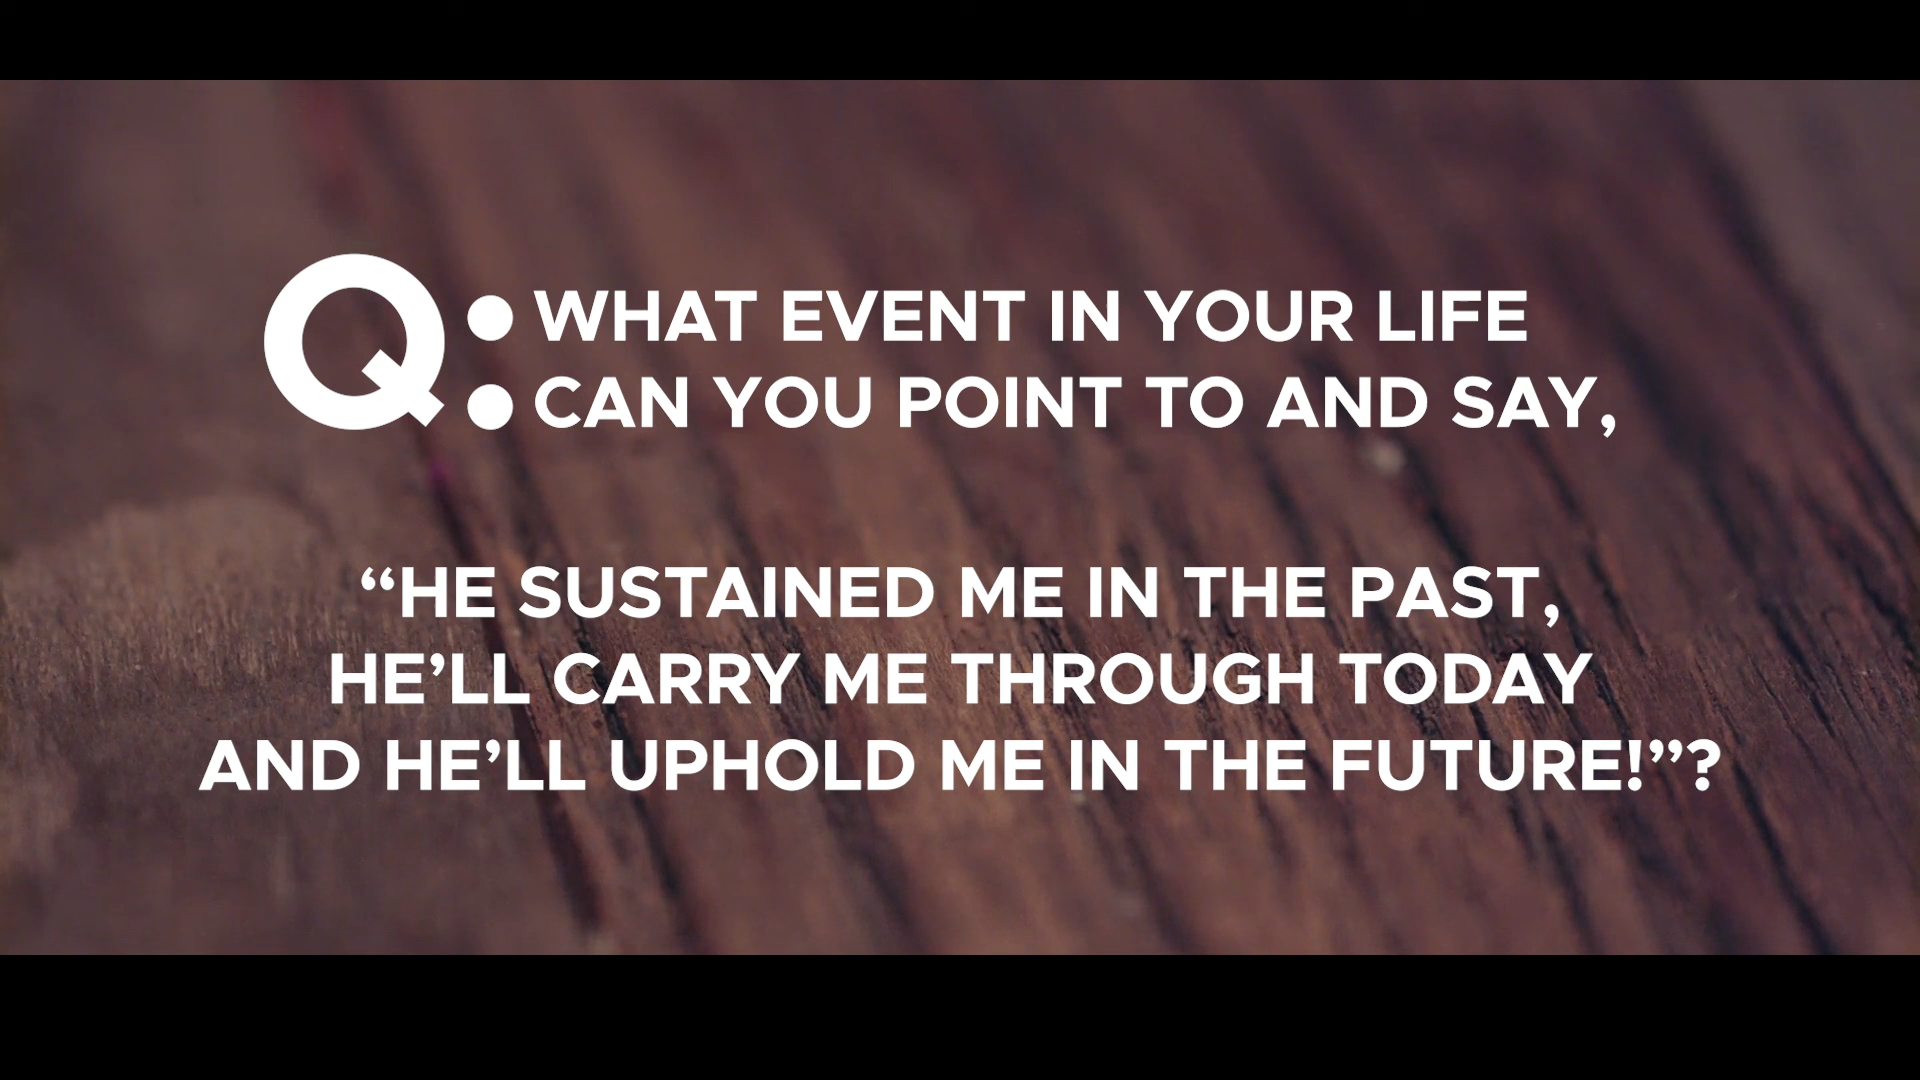 Q: WHAT EVENT IN YOUR LIFE
CAN YOU POINT TO AND SAY,
“HE SUSTAINED ME IN THE PAST,
HE’LL CARRY ME THROUGH TODAY
AND HE’LL UPHOLD ME IN THE FUTURE!”?